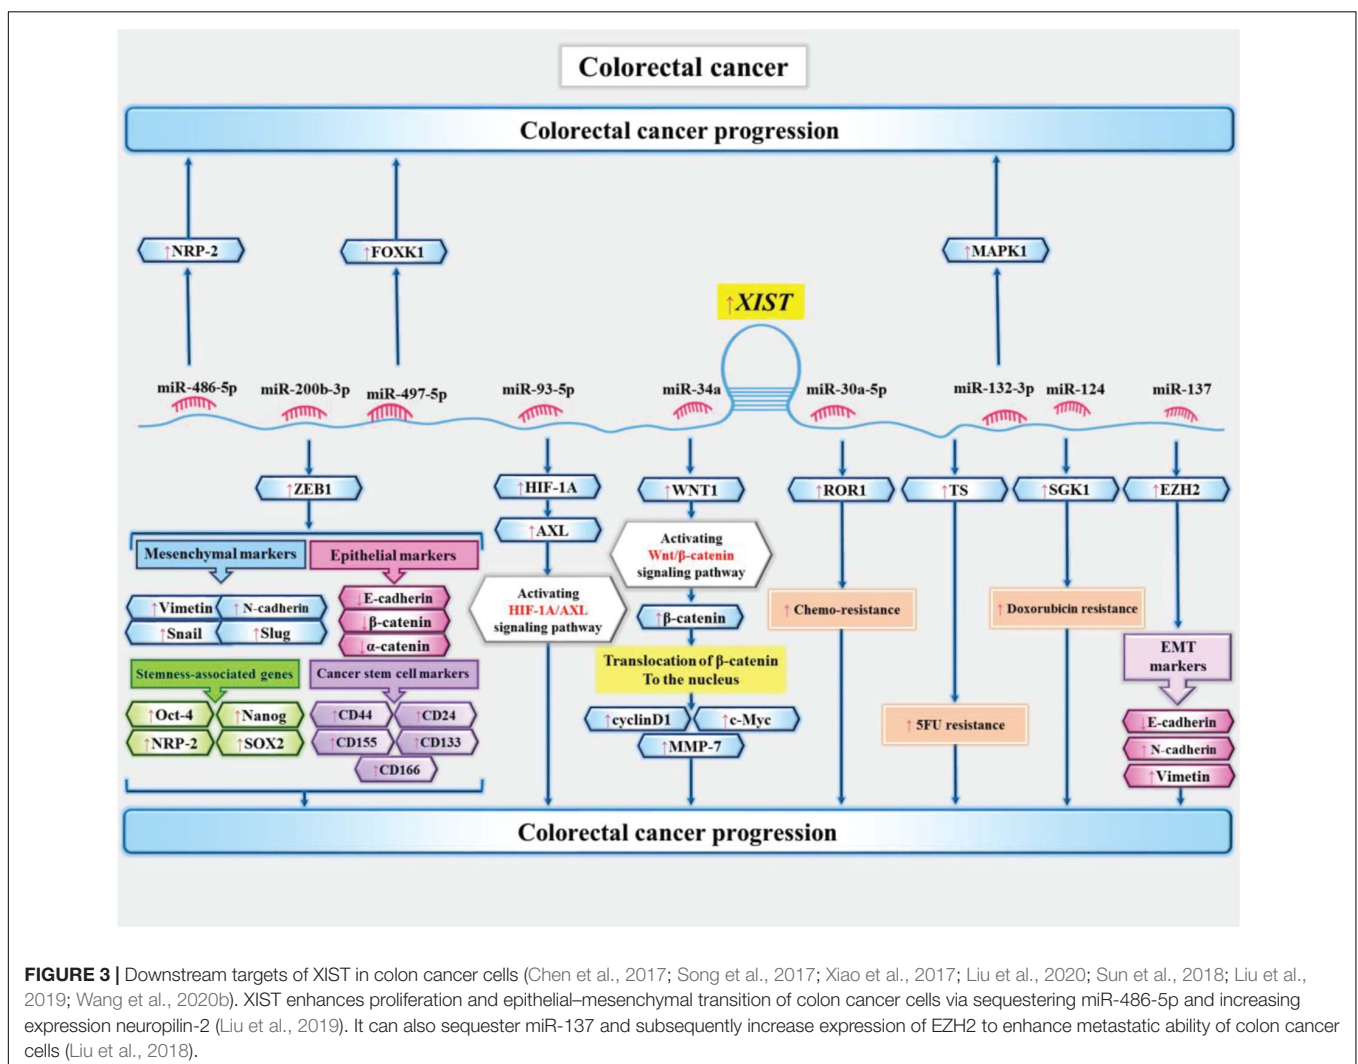 Colorectal cancer
Colorectal cancer progression
↑NRP-2
↑FOXK1
↑MAPK1
↑XIST
miR-486-5p
miR-200b-3p
miR-497-5p
miR-93-5p
miR-34a
miR-30a-5p
miR-132-3p
miR-124
miR-137
↑ZEB1
↑HIF-1A
↑WNT1
↑ROR1
↑TS
↑SGK1
↑EZH2
↑AXL
Mesenchymal markers
Epithelial markers
↑Vimetin
↑N-cadherin
↑Snail
↑Slug
↓E-cadherin
↓β-catenin
↓α-catenin
Stemness-associated genes
Cancer stem cell markers
↑Oct-4
↑Nanog
↑NRP-2
↑SOX2
↑CD44
↑CD24
↑CD155
↑CD133
↑CD166
Activating
HIF-1A/AXL
signaling pathway
Activating
Wnt/β-catenin
signaling pathway
↑β-catenin
Translocation of β-catenin
To the nucleus
↑cyclinD1
↑c-Myc
↑MMP-7
↑ Chemo-resistance
↑ 5FU resistance
↑ Doxorubicin resistance
EMT
markers
↓E-cadherin
↑N-cadherin
↑Vimetin
Colorectal cancer progression
FIGURE 3 | Downstream targets of XIST in colon cancer cells (Chen et al., 2017; Song et al., 2017; Xiao et al., 2017; Liu et al., 2020; Sun et al., 2018; Liu et al.,
2019; Wang et al., 2020b). XIST enhances proliferation and epithelial–mesenchymal transition of colon cancer cells via sequestering miR-486-5p and increasing
expression neuropilin-2 (Liu et al., 2019). It can also sequester miR-137 and subsequently increase expression of EZH2 to enhance metastatic ability of colon cancer
cells (Liu et al., 2018).